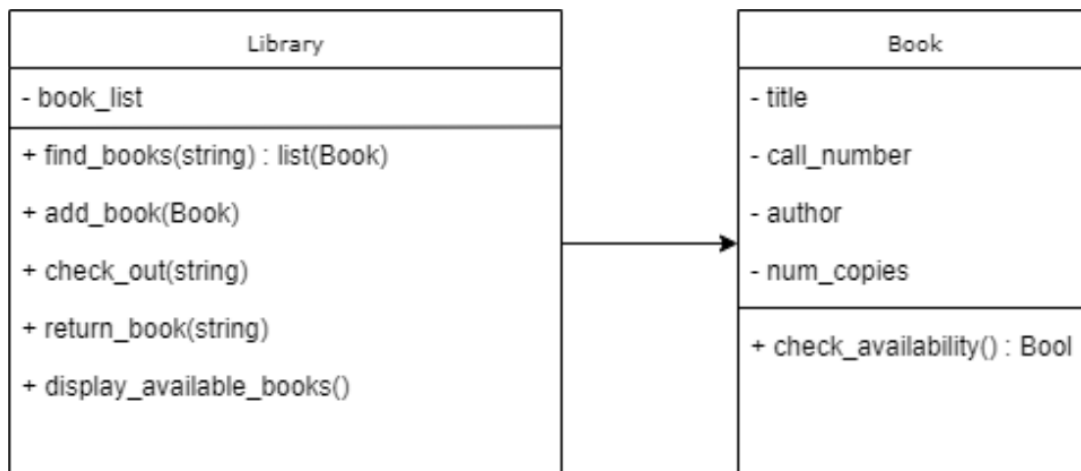 Library
- book_list
+ find_books(string) : list(Book)
+ add_book(Book)
+ check_out(string)
+ return_book(string)
+ display_available_books()
Book
- title
- call_number
- author
- num_copies
+ check_availability() : Bool